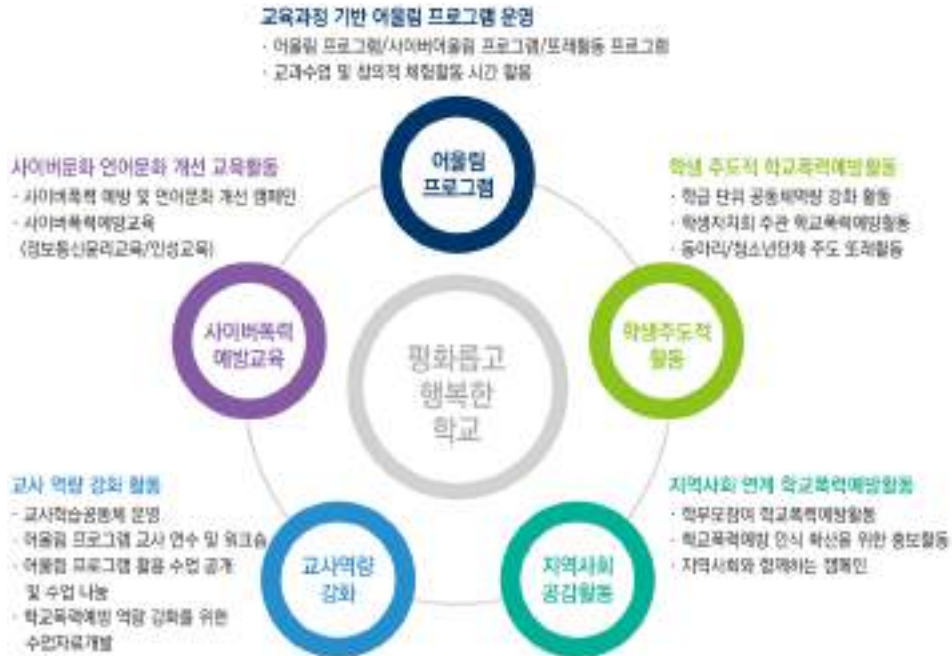 교육과정 기반 어울림 프로그램 운영
· 어울림 프로그램/사이버어울림 프로그램/또래활동 프로그램
· 교과수업 및 창의적 체험활동 시간 활용
어울림
프로그램
사이버문화 언어문화 개선 교육활동
- 사이버폭력 예방 및 언어문화 개선 캠페인
- 사이버폭력예방교육
(정보통신윤리교육/인성교육)
학생 주도적 학교폭력예방활동
· 학급 단위 공동체역량 강화 활동
· 학생자치회 주관 학교폭력예방활동
· 동아리/청소년단체 주도 또래활동
사이버폭력
예방교육
학생주도적
활동
평화롭고
행복한
학교
교사 역량 강화 활동
- 교사학습공동체 운영
- 어울림 프로그램 교사 연수 및 워크숍
- 어울림 프로그램 활용 수업 공개
및 수업 나눔
- 학교폭력예방 역량 강화를 위한
수업자료개발
교사역량
강화
지역사회
공감활동
지역사회 연계 학교폭력예방활동
· 학부모참여 학교폭력예방활동
· 학교폭력예방 인식 확산을 위한 홍보활동
· 지역사회와 함께하는 캠페인